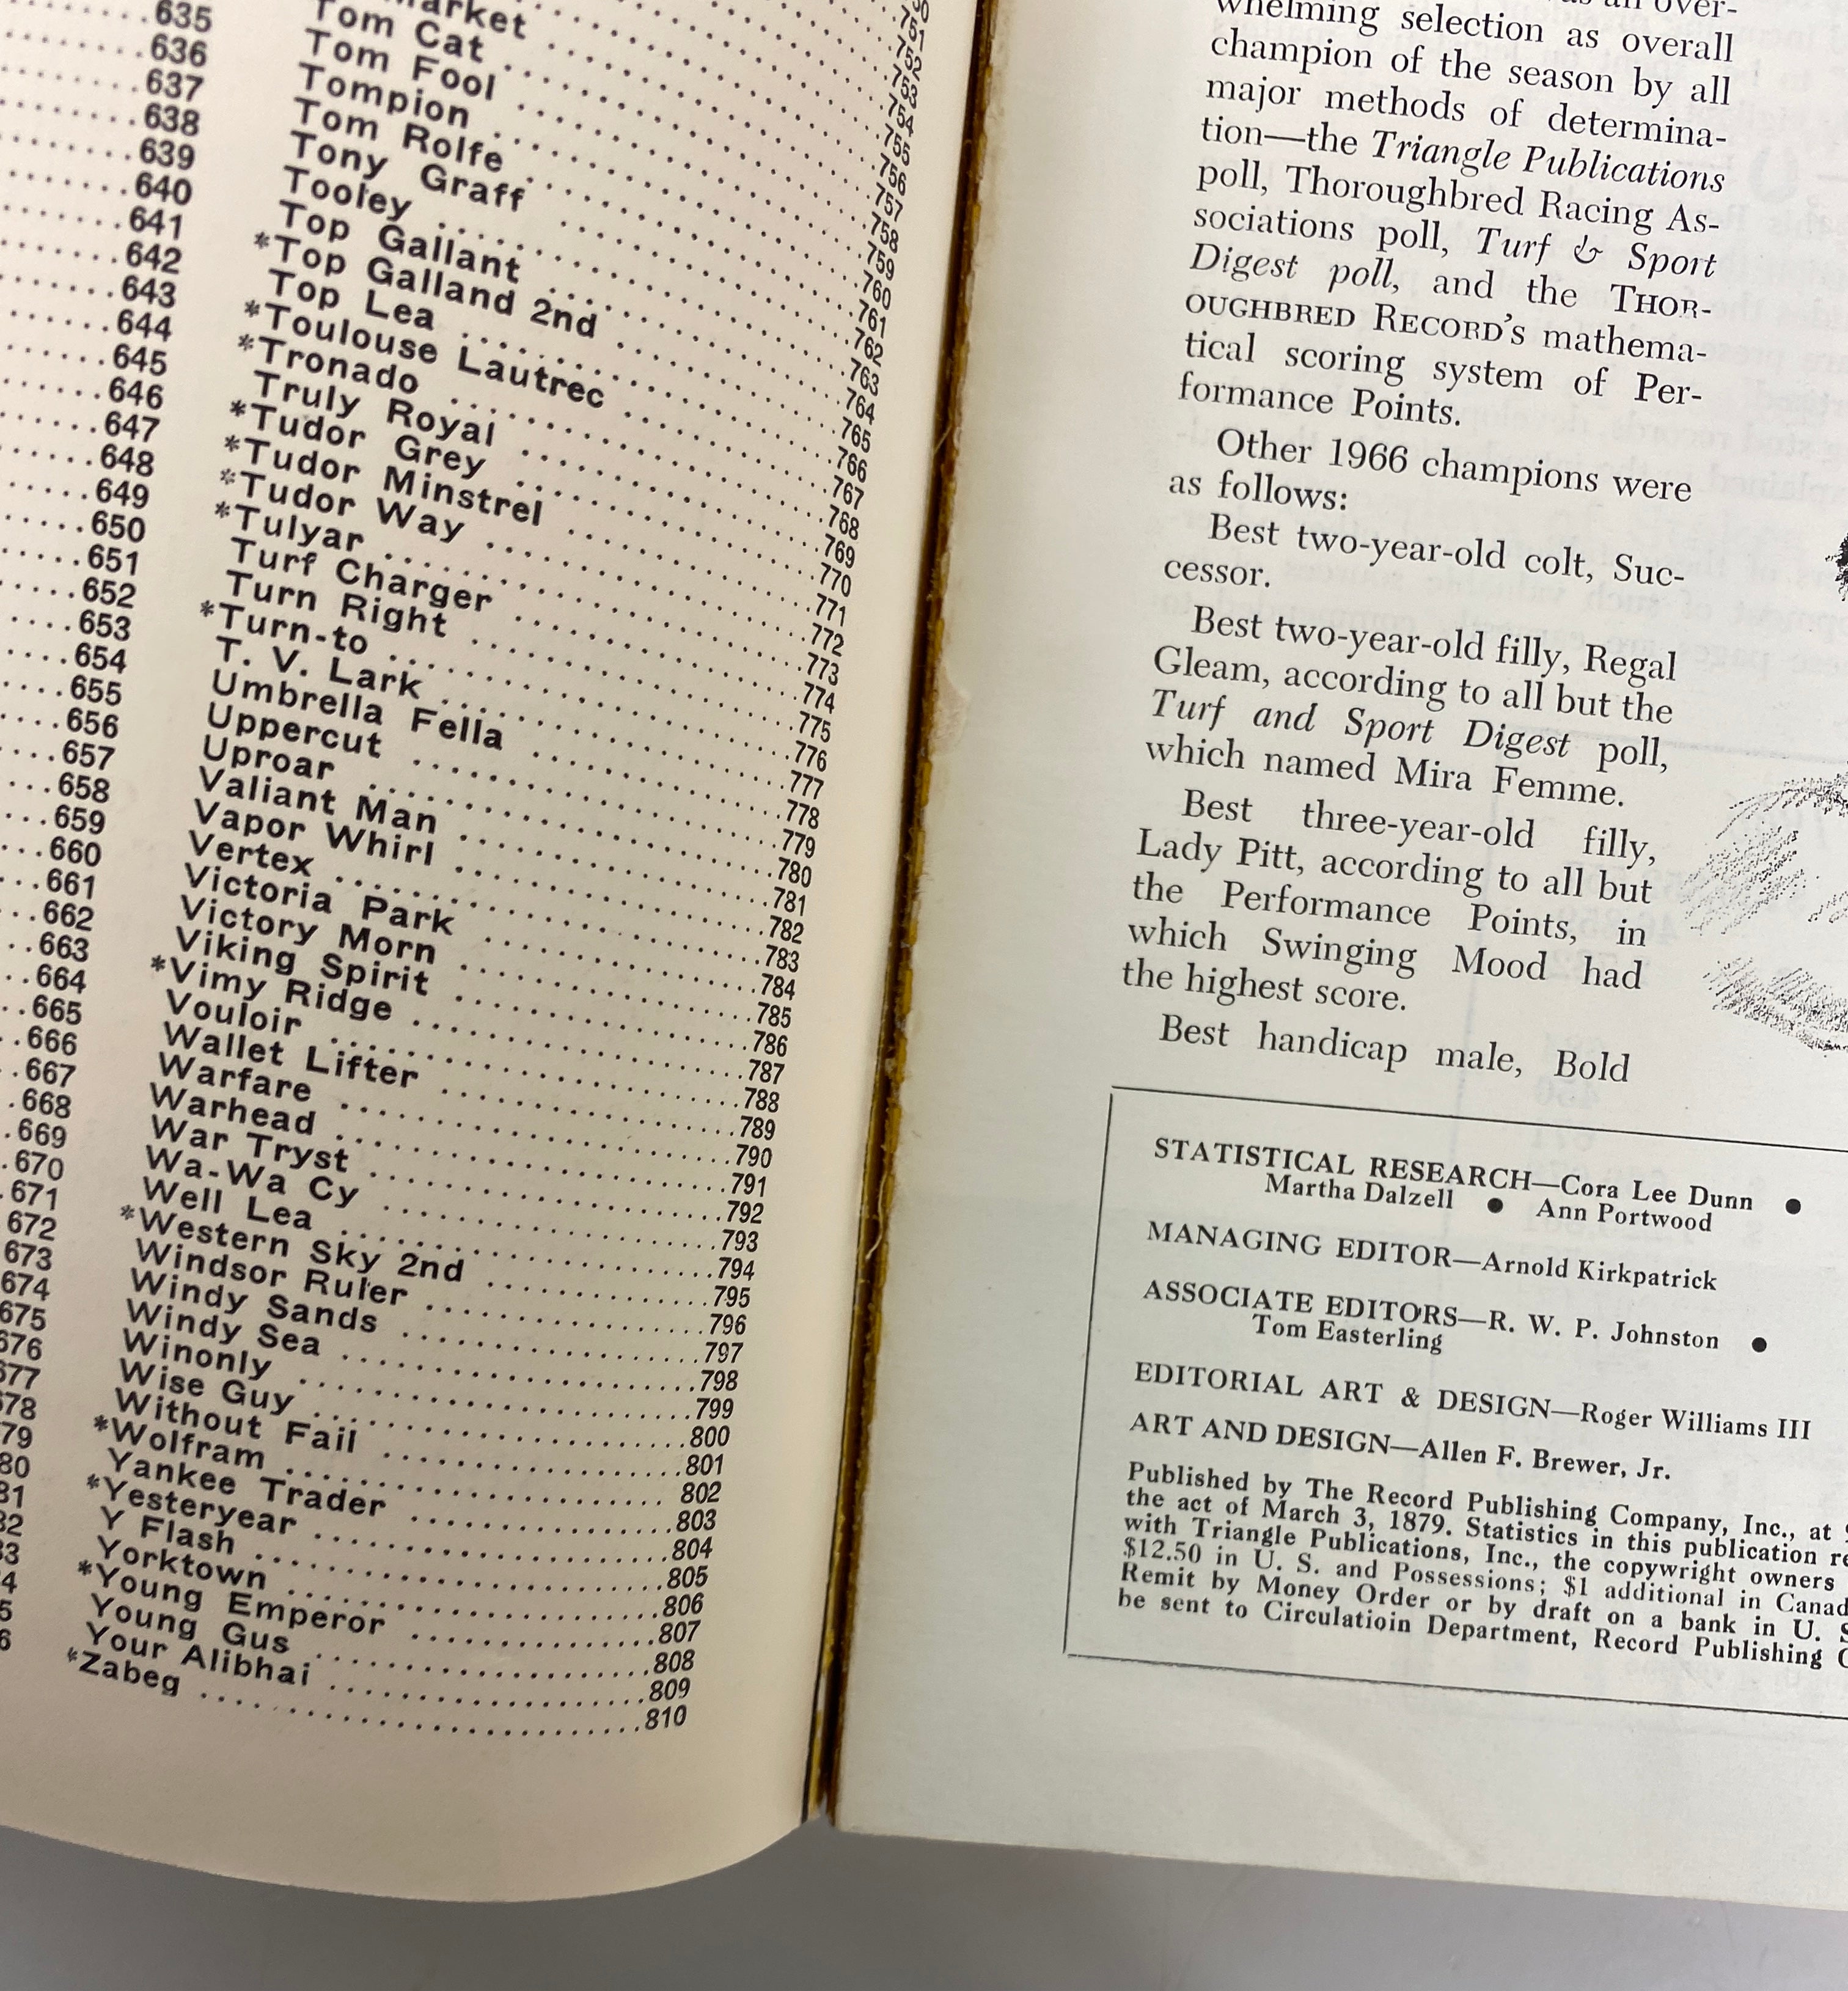 635
636
637
638
639
640
641
642
643
644
645
646
647
648
649
650
651
652
653
654
655
656
657
658
659
660
661
662
663
664
665
666
667
668
669
670
671
672
673
674
675
676
677
678
79
80
81
82
83
4
5
6
751
752
753
754
755
756
arket 757
Tom Cat 758
Tom Fool 759
Tompion 760
Tom Rolfe 761
Tony Graff 762
Tooley 763
Top Gallant 764
*Top Galland 2nd 765
Top Lea 766
*Toulouse Lautrec 767
*Tronado 768
Truly Royal 769
*Tudor Grey 770
*Tudor Minstrel 771
*Tudor Way 772
*Tulyar 773
Turf Charger 774
Turn Right 775
*Turn-to 776
T. V. Lark 777
Umbrella Fella 778
Uppercut 779
Uproar 780
Valiant Man 781
Vapor Whirl 782
Vertex 783
Victoria Park 784
Victory Morn 785
Viking Spirit 786
*Vimy Ridge 787
Vouloir 788
Wallet Lifter 789
Warfare 790
Warhead 791
War Tryst 792
Wa-Wa Cy 793
Well Lea 794
*Western Sky 2nd 795
Windsor Ruler 796
Windy Sands 797
Windy Sea 798
Winonly 799
Wise Guy 800
Without Fail 801
*Wolfram 802
Yankee Trader 803
*Yesteryear 804
Y Flash 805
Yorktown 806
*Young Emperor 807
Young Gus 808
Your Alibhai 809
*Zabeg 810
whelming selection as overall
champion of the season by all
major methods of determina-
tion—the Triangle Publications
poll, Thoroughbred Racing As-
sociations poll, Turf & Sport
Digest poll, and the THOR-
OUGHBRED RECORD'S mathema-
tical scoring system of Per-
formance Points.
Other 1966 champions were
as follows:
Best two-year-old colt, Suc-
cessor.
Best two-year-old filly, Regal
Gleam, according to all but the
Turf and Sport Digest poll,
which named Mira Femme.
Best three-year-old filly,
Lady Pitt, according to all but
the Performance Points, in
which Swinging Mood had
the highest score.
Best handicap male, Bold
STATISTICAL RESEARCH—Cora Lee Dunn ●
Martha Dalzell ● Ann Portwood
MANAGING EDITOR—Arnold Kirkpatrick
ASSOCIATE EDITORS—R. W. P. Johnston ●
Tom Easterling
EDITORIAL ART & DESIGN—Roger Williams III
ART AND DESIGN—Allen F. Brewer, Jr.
Published by The Record Publishing Company, Inc., at
the act of March 3, 1879. Statistics in this publication re
with Triangle Publications, Inc., the copywright owners
$12.50 in U. S. and Possessions; $1 additional in Canad
Remit by Money Order or by draft on a bank in U. S
be sent to Circulatioin Department, Record Publishing C